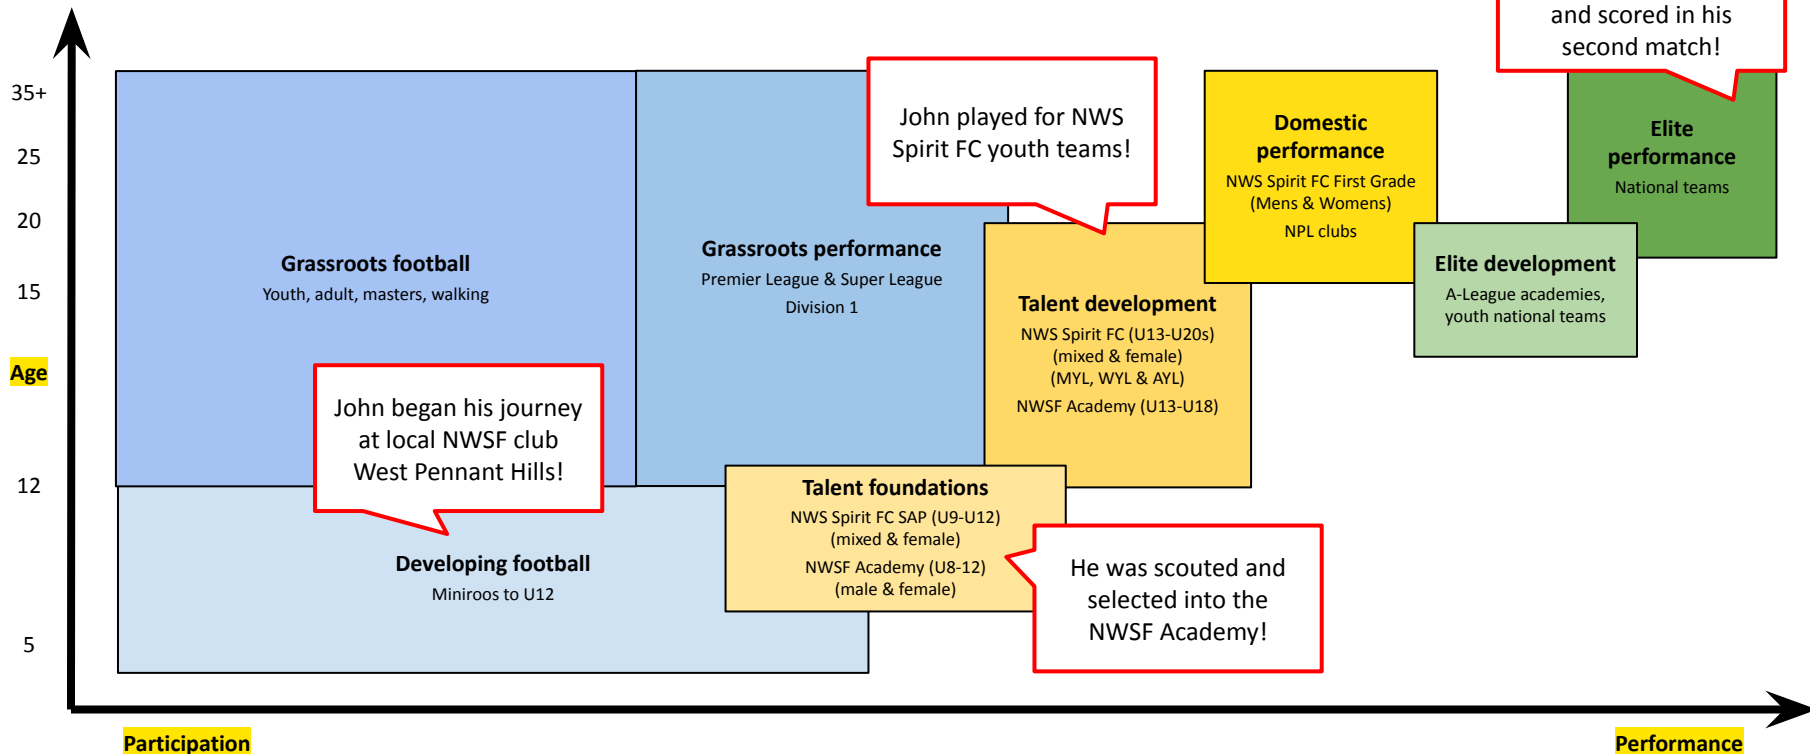 and scored in his
second match!
35+
25
20
15
Age
12
5
Grassroots football
Youth, adult, masters, walking
Grassroots performance
Premier League & Super League
Division 1
John played for NWS
Spirit FC youth teams!
Domestic
performance
NWS Spirit FC First Grade
(Mens & Womens)
NPL clubs
Elite
performance
National teams
Elite development
A-League academies,
youth national teams
Talent development
NWS Spirit FC (U13-U20s)
(mixed & female)
(MYL, WYL & AYL)
NWSF Academy (U13-U18)
John began his journey
at local NWSF club
West Pennant Hills!
Talent foundations
NWS Spirit FC SAP (U9-U12)
(mixed & female)
NWSF Academy (U8-12)
(male & female)
Developing football
Miniroos to U12
He was scouted and
selected into the
NWSF Academy!
Participation
Performance